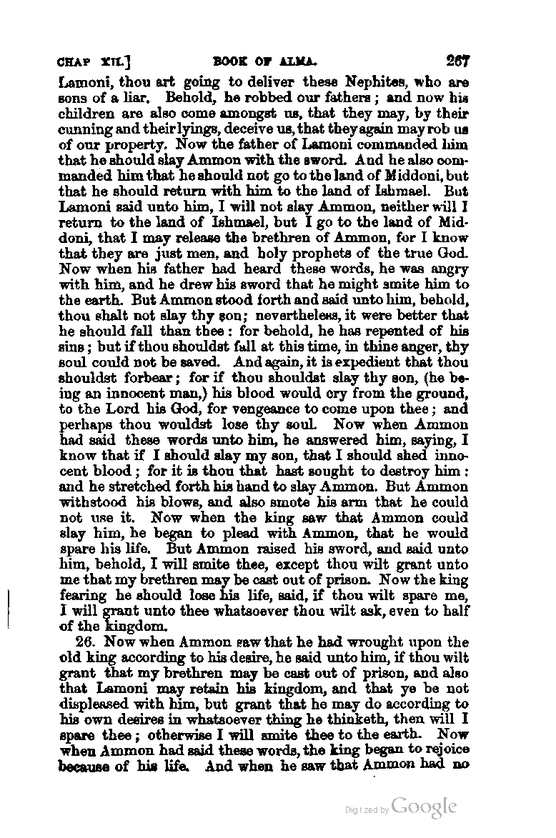 CHAP XII.] BOOK OF ALMA. 267
Lamoni, thou art going to deliver these Nephites, who are
sons of a liar. Behold, he robbed our fathers; and now his
children are also come amongst us, that they may, by their
cunning and their lyings, deceive us, that they again may rob us
of our property. Now the father of Lamoni commanded him
that he should slay Ammon with the sword. And he also com-
manded him that he should not go to the land of Middoni, but
that he should return with him to the land of Ishmael. But
Lamoni said unto him, I will not slay Ammon, neither will I
return to the land of Ishmael, but I go to the land of Mid-
doni, that I may release the brethren of Ammon, for I know
that they are just men, and holy prophets of the true God.
Now when his father had heard these words, he was angry
with him, and he drew his sword that he might smite him to
the earth. But Ammon stood forth and said unto him, behold,
thou shalt not slay thy son; nevertheless, it were better that
he should fall than thee: for behold, he has repented of his
sins; but if thou shouldst fall at this time, in thine anger, thy
soul could not be saved. And again, it is expedient that thou
shouldst forbear; for if thou shouldst slay thy son, (he be-
ing an innocent man,) his blood would cry from the ground,
to the Lord his God, for vengeance to come upon thee; and
perhaps thou wouldst lose thy soul. Now when Ammon
had said these words unto him, he answered him, saying, I
know that if I should slay my son, that I should shed inno-
cent blood; for it is thou that hast sought to destroy him:
and he stretched forth his hand to slay Ammon. But Ammon
withstood his blows, and also smote his arm that he could
not use it. Now when the king saw that Ammon could
slay him, he began to plead with Ammon, that he would
spare his life. But Ammon raised his sword, and said unto
him, behold, I will smite thee, except thou wilt grant unto
me that my brethren may be cast out of prison. Now the king
fearing he should lose his life, said, if thou wilt spare me,
I will grant unto thee whatsoever thou wilt ask, even to half
of the kingdom.
26. Now when Ammon saw that he had wrought upon the
old king according to his desire, he said unto him, if thou wilt
grant that my brethren may be cast out of prison, and also
that Lamoni may retain his kingdom, and that ye be not
displeased with him, but grant that he may do according to
his own desires in whatsoever thing he thinketh, then will I
spare thee; otherwise I will smite thee to the earth. Now
when Ammon had said these words, the king began to rejoice
because of his life. And when he saw that Ammon had no
Digitized by Google